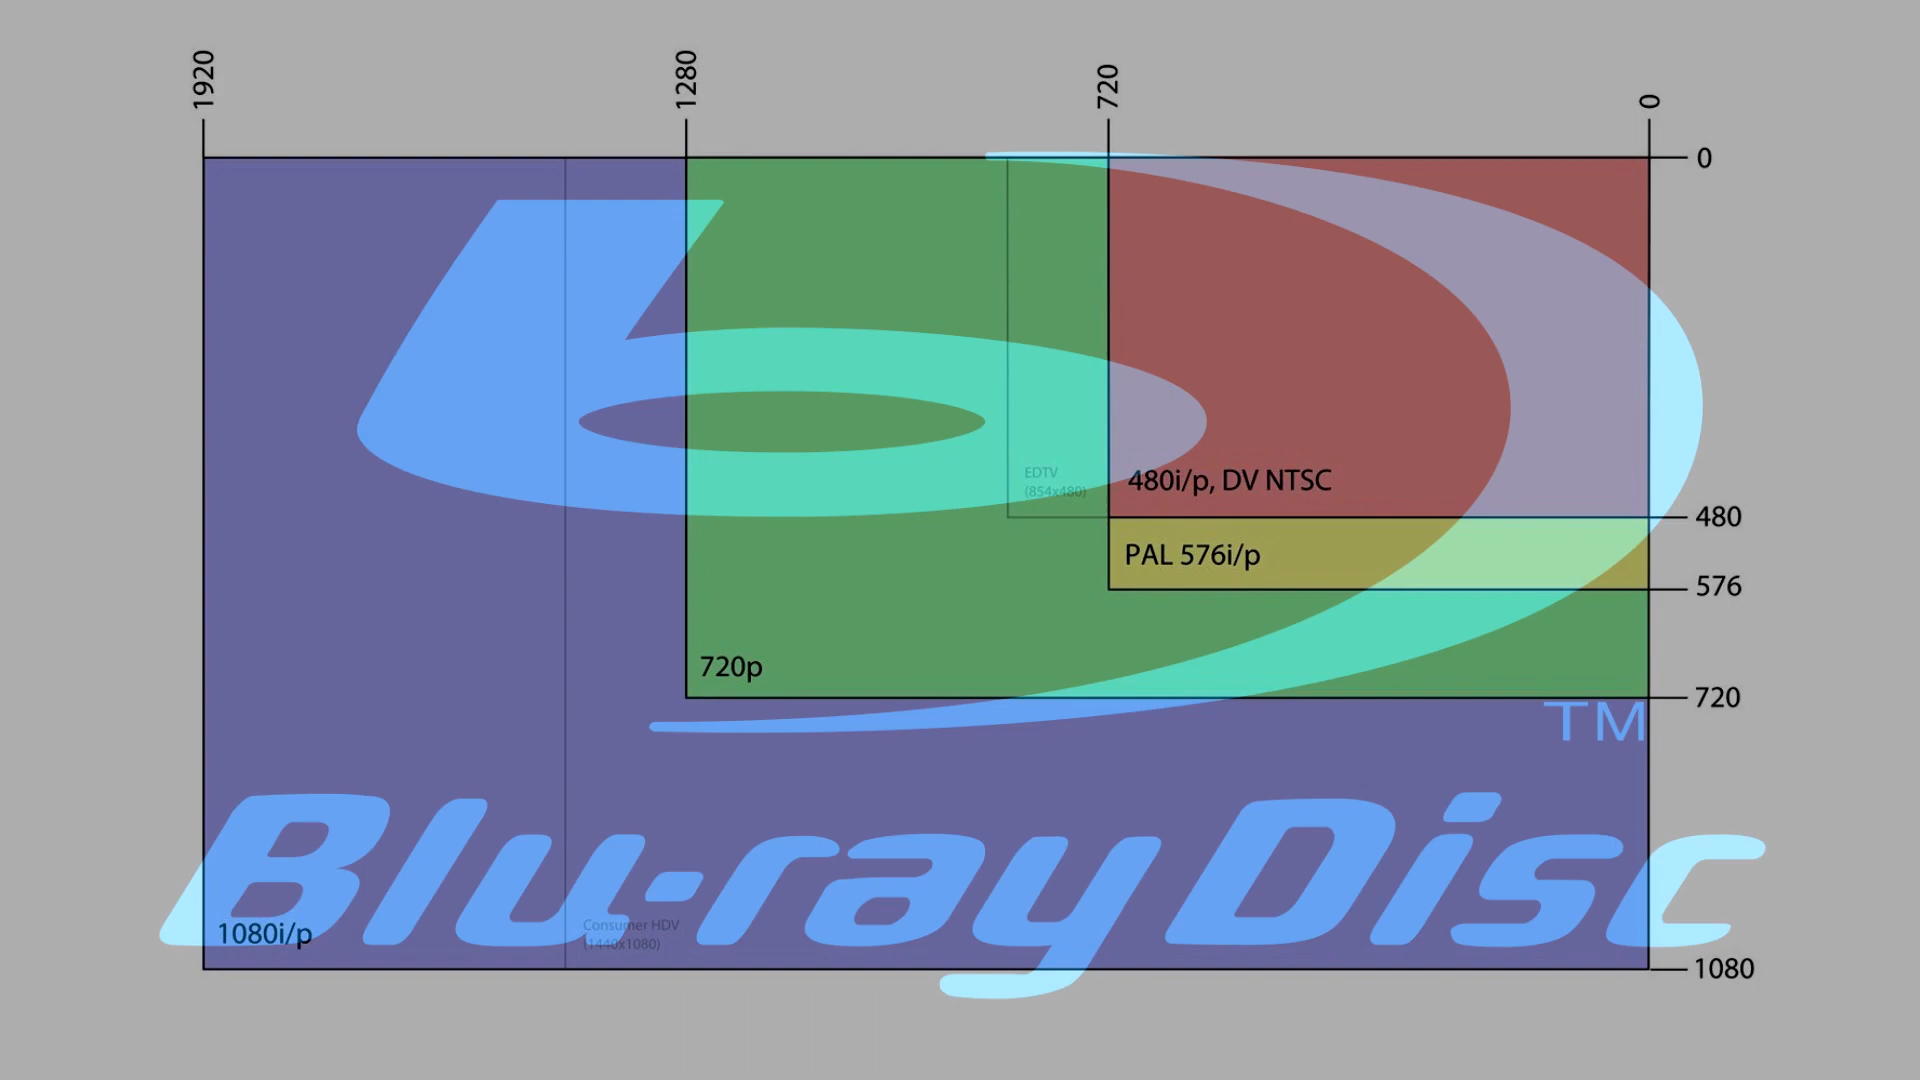 1920
1280
720
0
0
EDTV
(854x480)
480i/p, DV NTSC
480
PAL 576i/p
576
720p
720
TM
Blu-ray Disc
1080i/p
Consumer HDV
(1440x1080)
1080